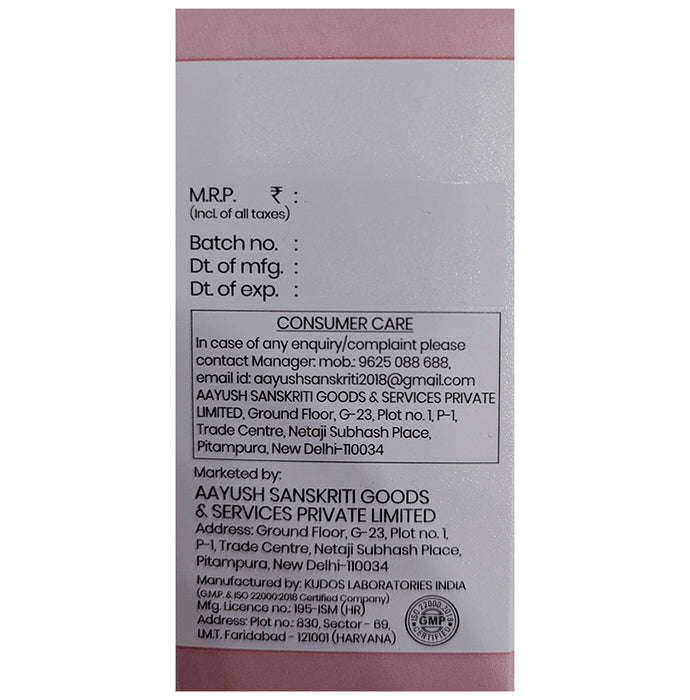 M.R.P. ₹ :
(Incl. of all taxes)
Batch no. :
Dt. of mfg. :
Dt. of exp. :
CONSUMER CARE
In case of any enquiry/complaint please
contact Manager: mob.: 9625 088 688,
email id: aayushsanskriti2018@gmail.com
AAYUSH SANSKRITI GOODS & SERVICES PRIVATE
LIMITED, Ground Floor, G-23, Plot no. 1, P-1,
Trade Centre, Netaji Subhash Place,
Pitampura, New Delhi-110034
Marketed by:
AAYUSH SANSKRITI GOODS
& SERVICES PRIVATE LIMITED
Address: Ground Floor, G-23, Plot no. 1,
P-1, Trade Centre, Netaji Subhash Place,
Pitampura, New Delhi-110034
Manufactured by: KUDOS LABORATORIES INDIA
(G.M.P. & ISO 22000:2018 Certified Company)
Mfg. Licence no.: 195-ISM (HR)
Address: Plot no.: 830, Sector - 69,
I.M.T. Faridabad - 121001 (HARYANA)
ISO 22000:2018
GMP
CERTIFIED